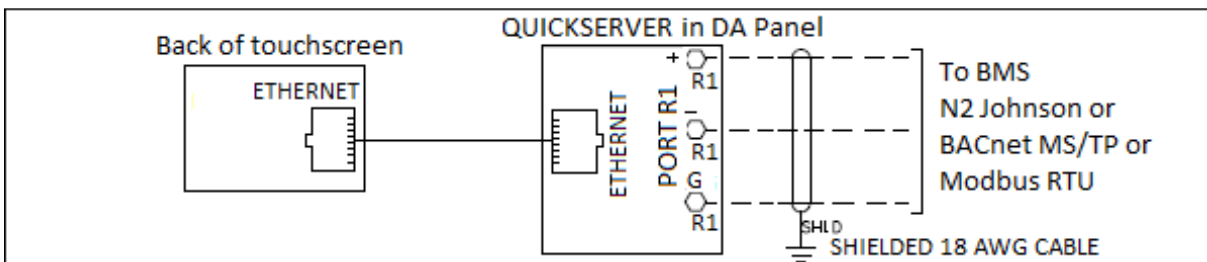 QUICKSERVER in DA Panel
Back of touchscreen
ETHERNET
ETHERNET
PORT R1
+
R1
–
R1
G
R1
To BMS
N2 Johnson or
BACnet MS/TP or
Modbus RTU
SHLD
SHIELDED 18 AWG CABLE